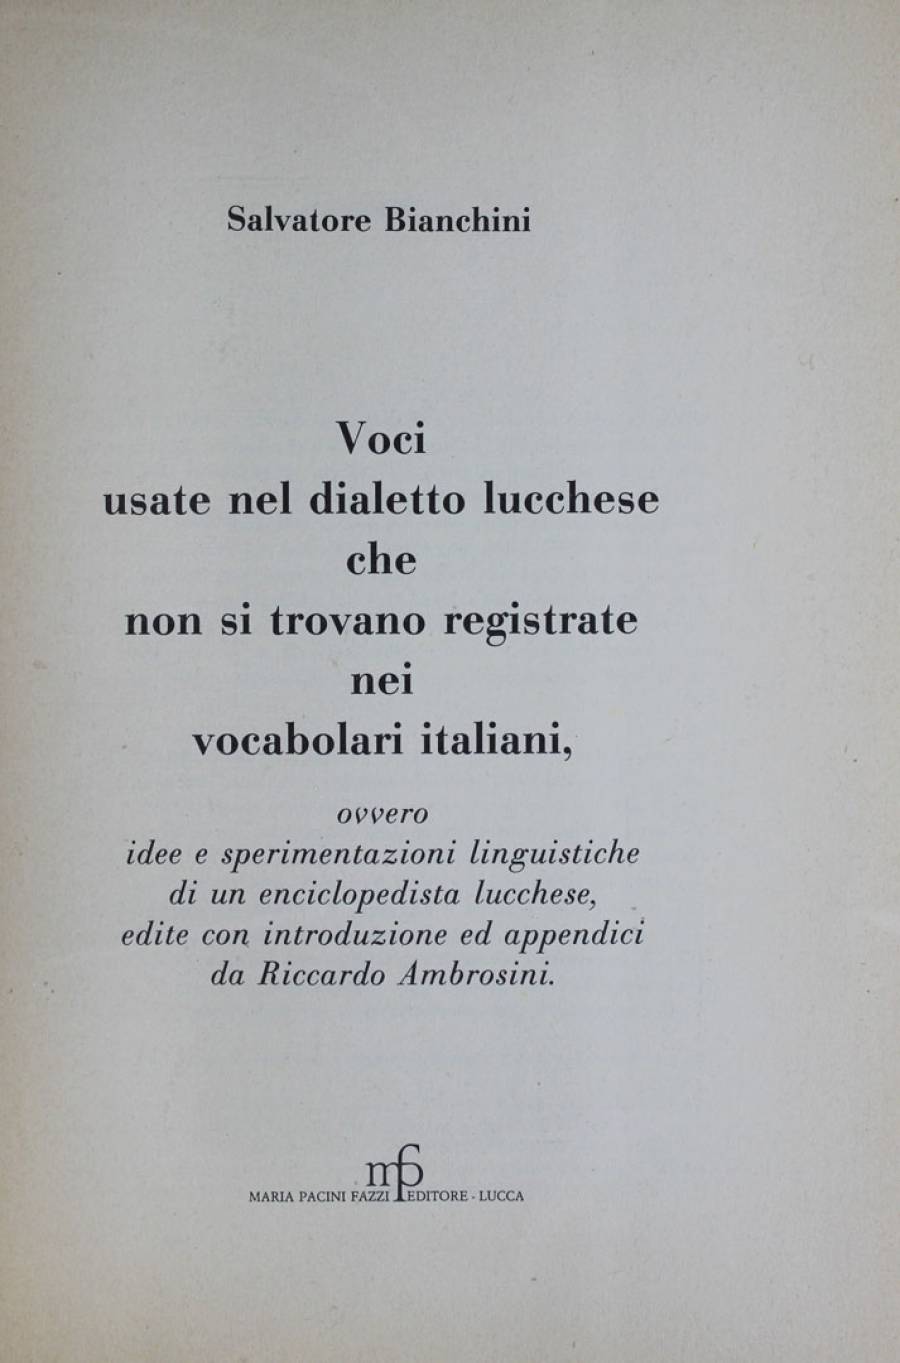 Salvatore Bianchini
Voci
usate nel dialetto lucchese
che
non si trovano registrate
nei
vocabolari italiani,
ovvero
idee e sperimentazioni linguistiche
di un enciclopedista lucchese,
edite con introduzione ed appendici
da Riccardo Ambrosini.
mpf
MARIA PACINI FAZZI EDITORE - LUCCA